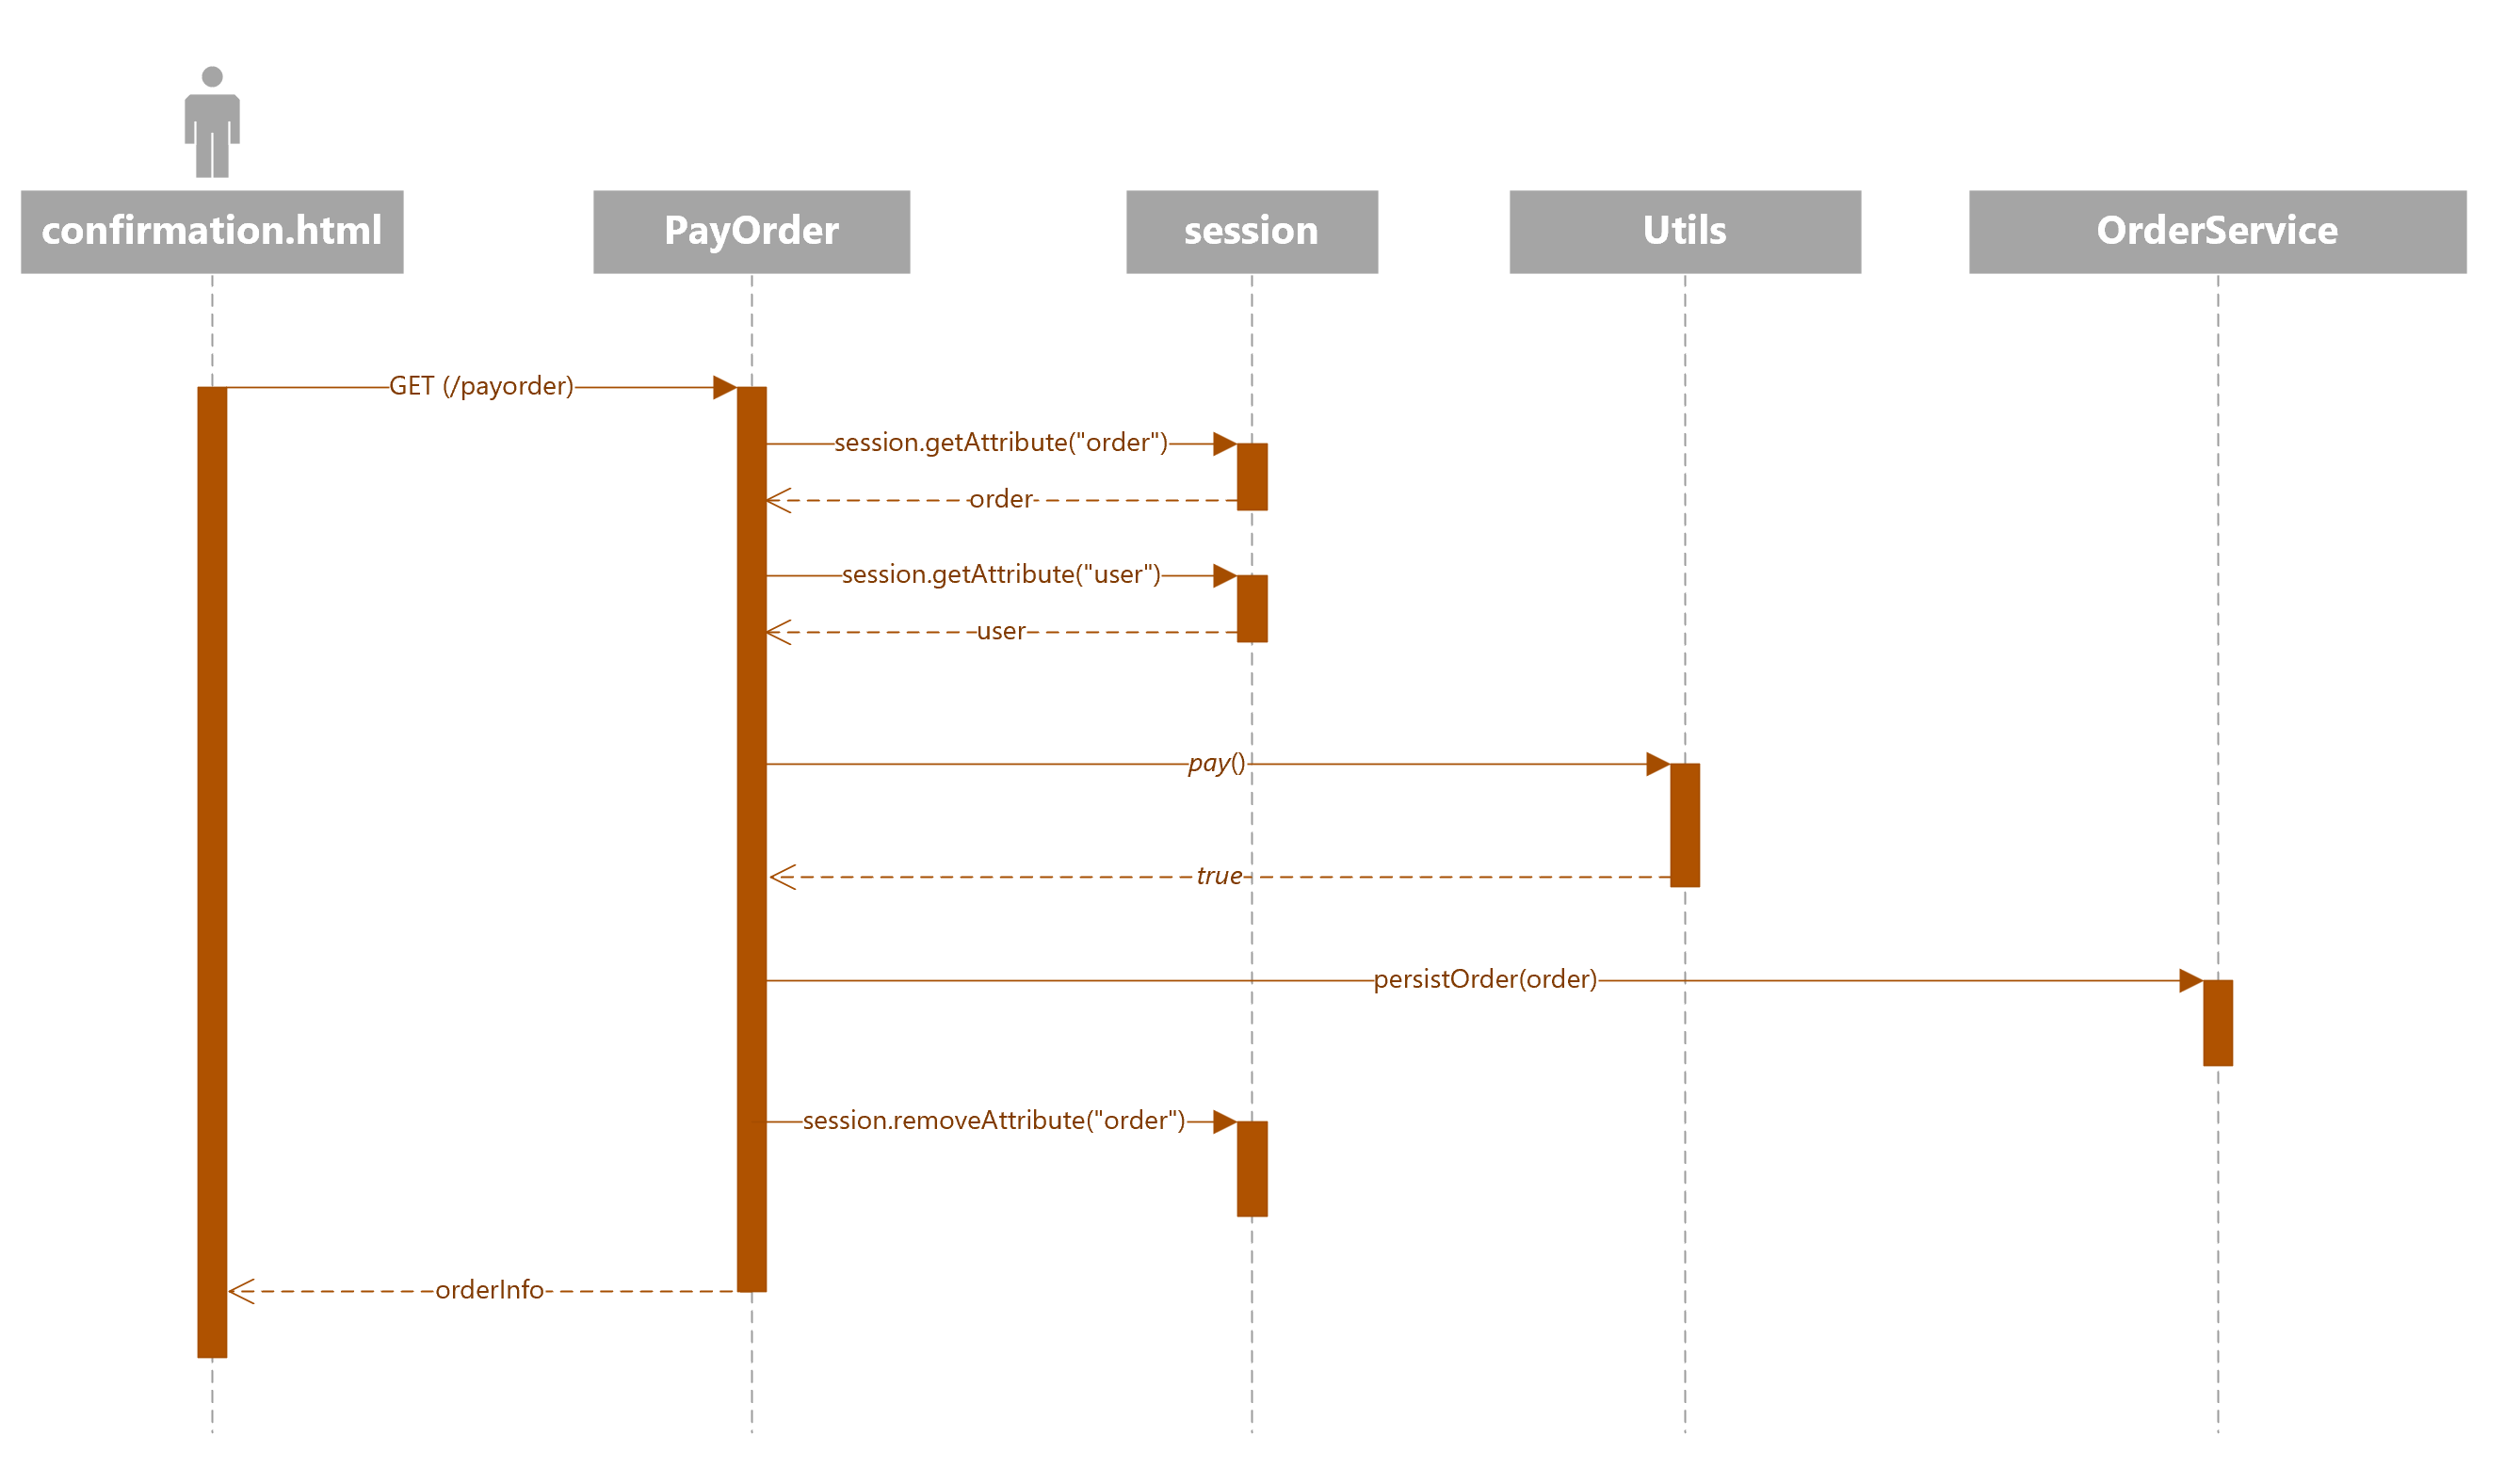 confirmation.html
PayOrder
session
Utils
OrderService
GET (/payorder)
session.getAttribute("order")
order
session.getAttribute("user")
user
pay()
true
persistOrder(order)
session.removeAttribute("order")
orderInfo